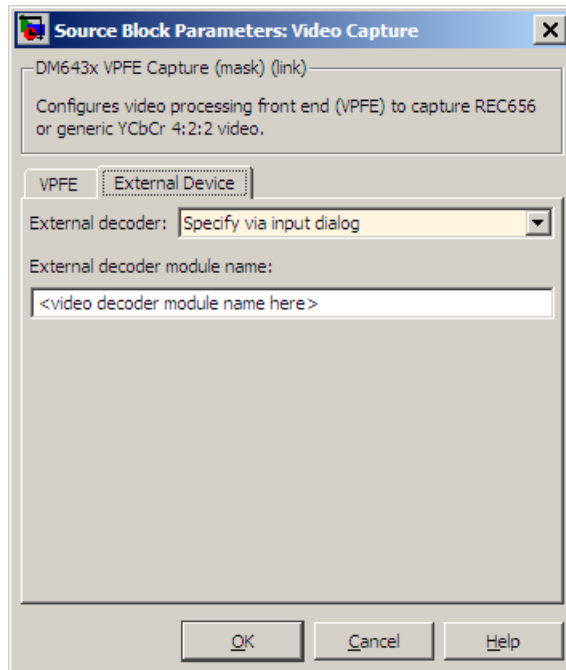 Source Block Parameters: Video Capture
DM643x VPFE Capture (mask) (link)
Configures video processing front end (VPFE) to capture REC656
or generic YCbCr 4:2:2 video.
VPFE
External Device
External decoder: Specify via input dialog
External decoder module name:
<video decoder module name here>
OK
Cancel
Help